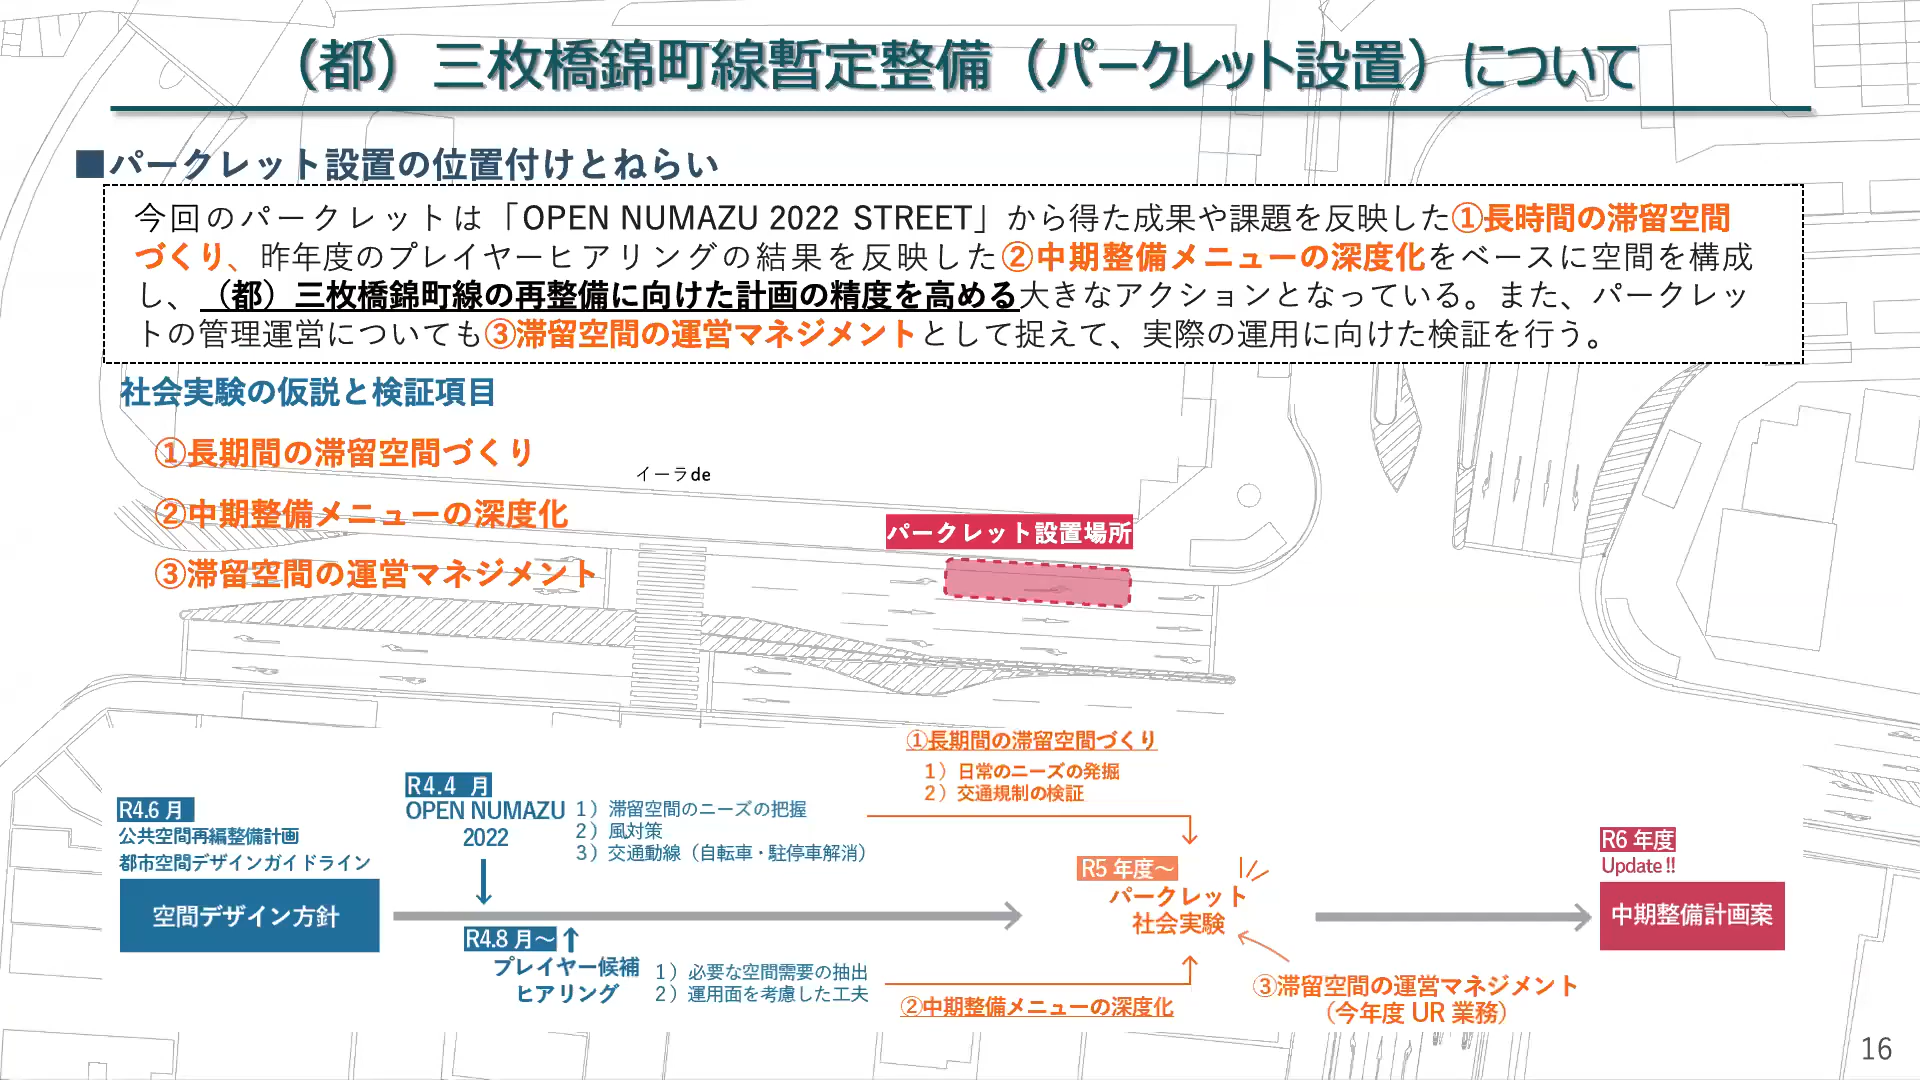 （都）三枚橋錦町線暫定整備（パークレット設置）について
■パークレット設置の位置付けとねらい
今回のパークレットは「OPEN NUMAZU 2022 STREET」から得た成果や課題を反映した①長時間の滞留空間
づくり、昨年度のプレイヤーヒアリングの結果を反映した②中期整備メニューの深度化をベースに空間を構成
し、（都）三枚橋錦町線の再整備に向けた計画の精度を高める大きなアクションとなっている。また、パークレッ
トの管理運営についても③滞留空間の運営マネジメントとして捉えて、実際の運用に向けた検証を行う。
社会実験の仮説と検証項目
①長期間の滞留空間づくり
イーラde
②中期整備メニューの深度化
パークレット設置場所
③滞留空間の運営マネジメント
①長期間の滞留空間づくり
1）日常のニーズの発掘
2）交通規制の検証
R4.4 月
OPEN NUMAZU
2022
1）滞留空間のニーズの把握
2）風対策
3）交通動線（自転車・駐停車解消）
R4.6 月
公共空間再編整備計画
都市空間デザインガイドライン
空間デザイン方針
R4.8 月～
プレイヤー候補
ヒアリング
1）必要な空間需要の抽出
2）運用面を考慮した工夫
②中期整備メニューの深度化
R5 年度～
パークレット
社会実験
③滞留空間の運営マネジメント
（今年度 UR 業務）
R6 年度
Update !!
中期整備計画案
16